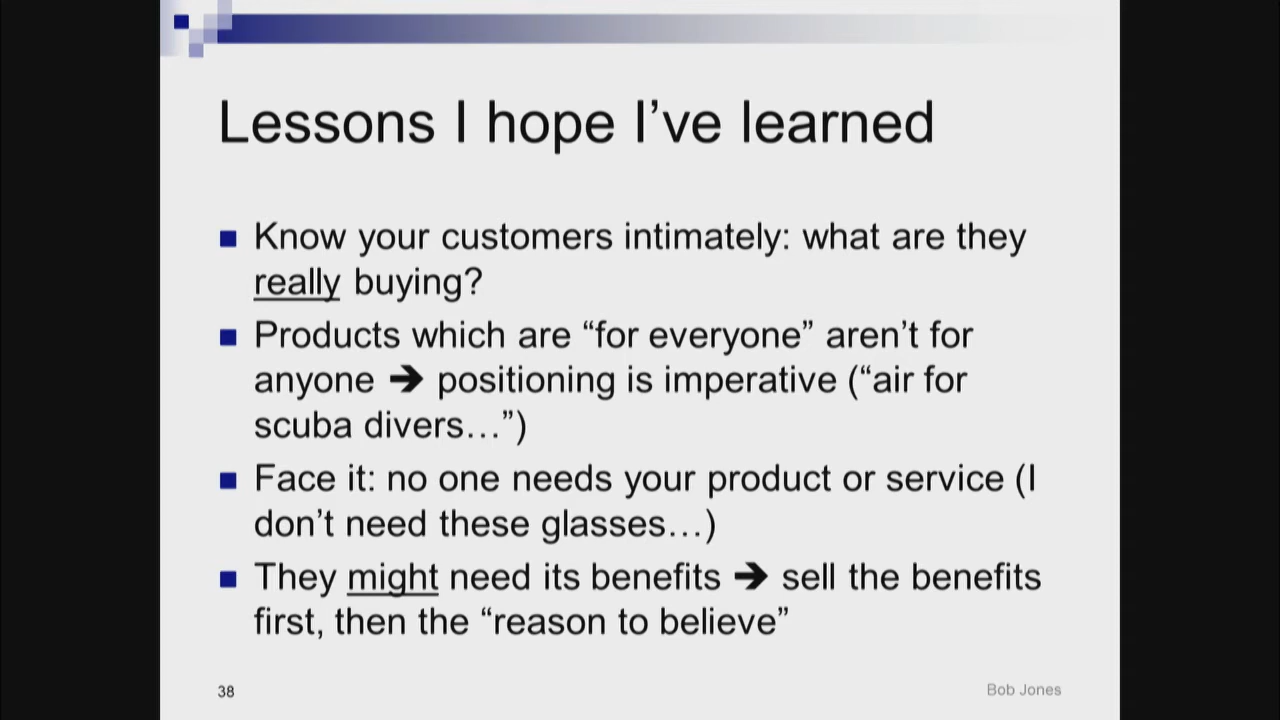 Lessons I hope I’ve learned
Know your customers intimately: what are they
really buying?
Products which are “for everyone” aren’t for
anyone ➔ positioning is imperative (“air for
scuba divers…”)
Face it: no one needs your product or service (I
don’t need these glasses…)
They might need its benefits ➔ sell the benefits
first, then the “reason to believe”
38
Bob Jones